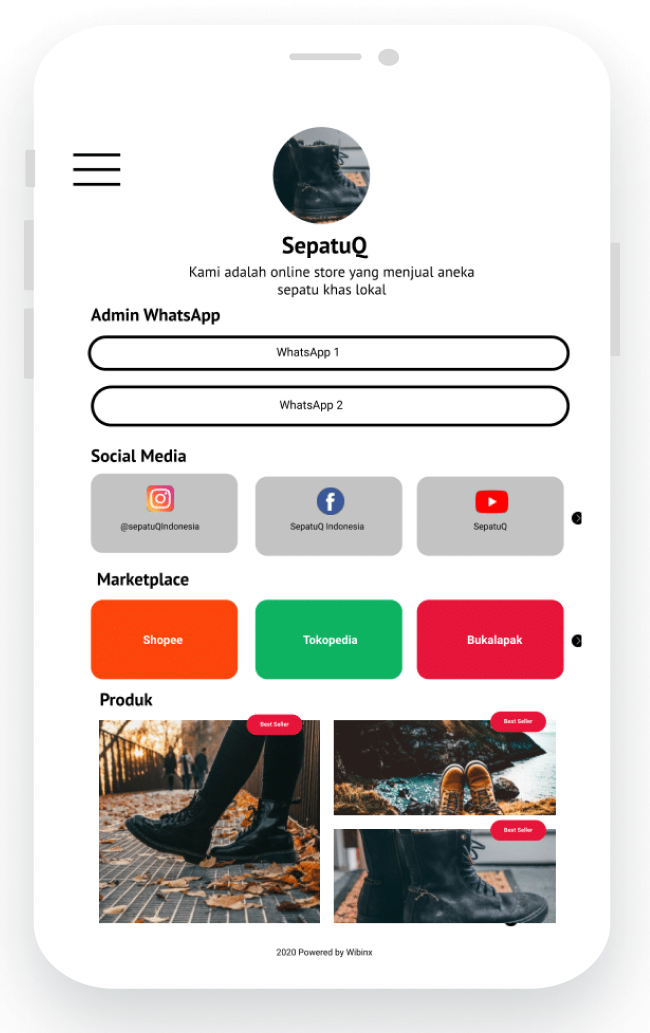 SepatuQ
Kami adalah online store yang menjual aneka
sepatu khas lokal
Admin WhatsApp
WhatsApp 1
WhatsApp 2
Social Media
@sepatuQIndonesia
SepatuQ Indonesia
SepatuQ
Marketplace
Shopee
Tokopedia
Bukalapak
Produk
Best Seller
Best Seller
Best Seller
2020 Powered by Wibinx